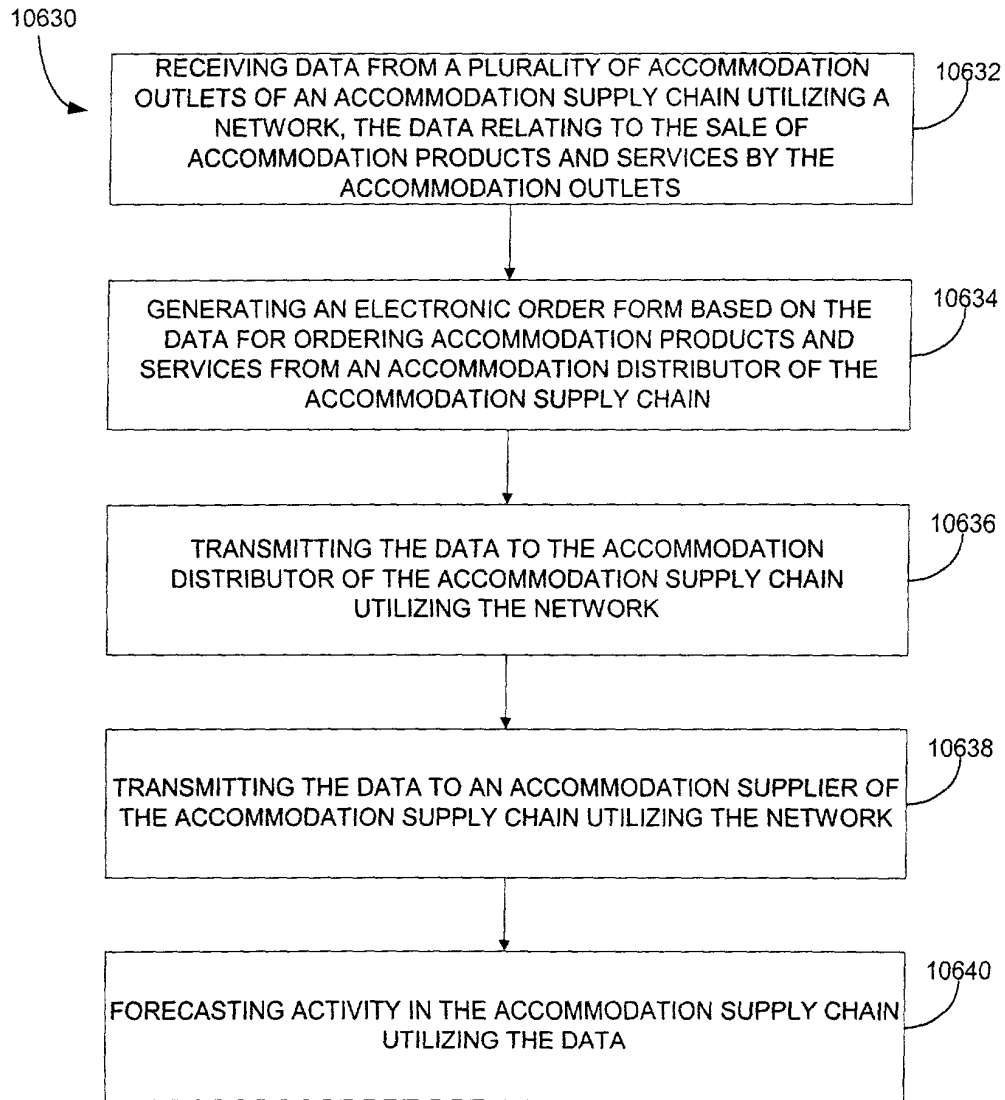 10630
RECEIVING DATA FROM A PLURALITY OF ACCOMMODATION
OUTLETS OF AN ACCOMMODATION SUPPLY CHAIN UTILIZING A
NETWORK, THE DATA RELATING TO THE SALE OF
ACCOMMODATION PRODUCTS AND SERVICES BY THE
ACCOMMODATION OUTLETS
10632
GENERATING AN ELECTRONIC ORDER FORM BASED ON THE
DATA FOR ORDERING ACCOMMODATION PRODUCTS AND
SERVICES FROM AN ACCOMMODATION DISTRIBUTOR OF THE
ACCOMMODATION SUPPLY CHAIN
10634
TRANSMITTING THE DATA TO THE ACCOMMODATION
DISTRIBUTOR OF THE ACCOMMODATION SUPPLY CHAIN
UTILIZING THE NETWORK
10636
TRANSMITTING THE DATA TO AN ACCOMMODATION SUPPLIER OF
THE ACCOMMODATION SUPPLY CHAIN UTILIZING THE NETWORK
10638
FORECASTING ACTIVITY IN THE ACCOMMODATION SUPPLY CHAIN
UTILIZING THE DATA
10640